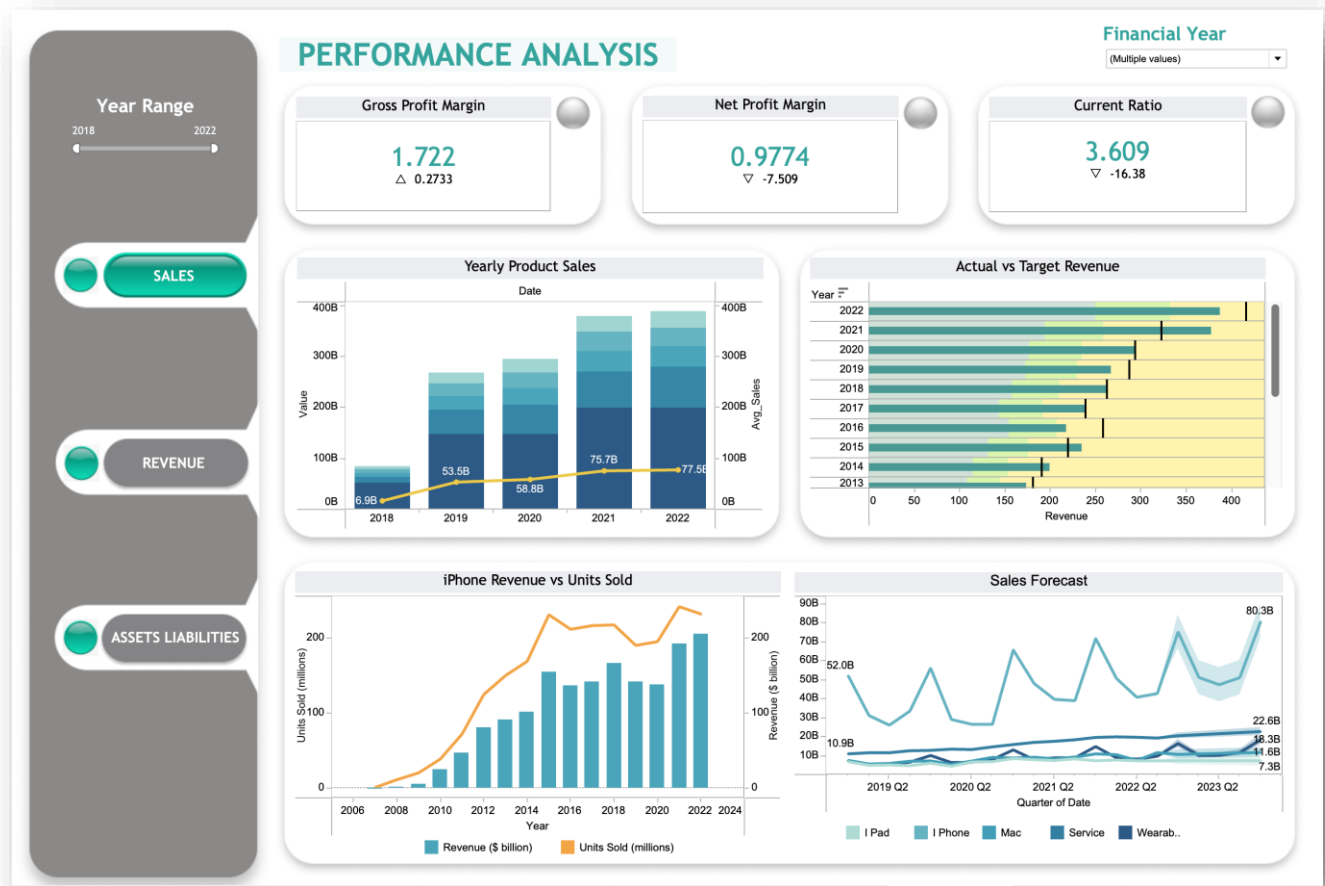 PERFORMANCE ANALYSIS
Financial Year
(Multiple values)
Year Range
2018 2022
SALES
REVENUE
ASSETS LIABILITIES
Gross Profit Margin
1.722
△ 0.2733
Net Profit Margin
0.9774
▽ -7.509
Current Ratio
3.609
▽ -16.38
Yearly Product Sales
Date
400B
300B
200B
100B
0B
Value
6.9B
53.5B
58.8B
75.7B
77.5B
400B
300B
200B
100B
0B
Avg_Sales
2018 2019 2020 2021 2022
Actual vs Target Revenue
Year
2022
2021
2020
2019
2018
2017
2016
2015
2014
2013
0 50 100 150 200 250 300 350 400
Revenue
iPhone Revenue vs Units Sold
Units Sold (millions)
200
100
0
200
100
0
Revenue ($ billion)
2006 2008 2010 2012 2014 2016 2018 2020 2022 2024
Year
Revenue ($ billion) Units Sold (millions)
Sales Forecast
90B
80B
70B
60B
50B
40B
30B
20B
10B
52.0B
10.9B
80.3B
22.6B
18.3B
11.6B
7.3B
2019 Q2 2020 Q2 2021 Q2 2022 Q2 2023 Q2
Quarter of Date
I Pad I Phone Mac Service Wearab..